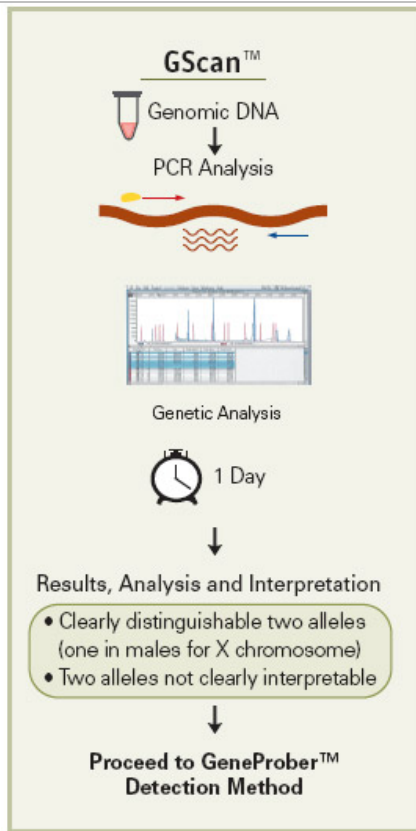 GScan™
Genomic DNA
PCR Analysis
Genetic Analysis
1 Day
Results, Analysis and Interpretation
• Clearly distinguishable two alleles
(one in males for X chromosome)
• Two alleles not clearly interpretable
Proceed to GeneProber™
Detection Method